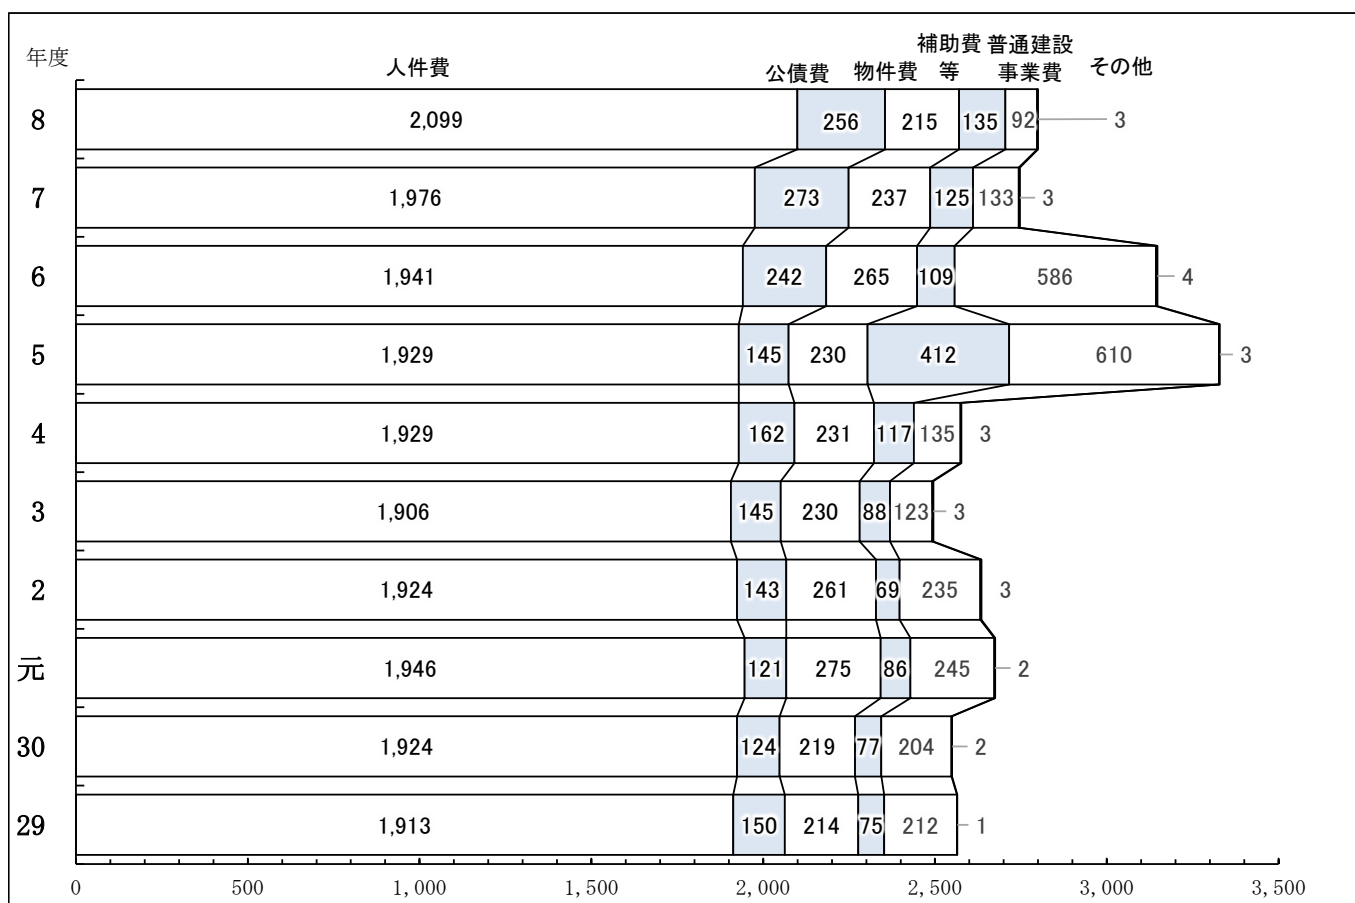 年度
人件費 公債費 物件費 補助費等 普通建設事業費 その他
8 2,099 256 215 135 92 3
7 1,976 273 237 125 133 3
6 1,941 242 265 109 586 4
5 1,929 145 230 412 610 3
4 1,929 162 231 117 135 3
3 1,906 145 230 88 123 3
2 1,924 143 261 69 235 3
元 1,946 121 275 86 245 2
30 1,924 124 219 77 204 2
29 1,913 150 214 75 212 1
0 500 1,000 1,500 2,000 2,500 3,000 3,500